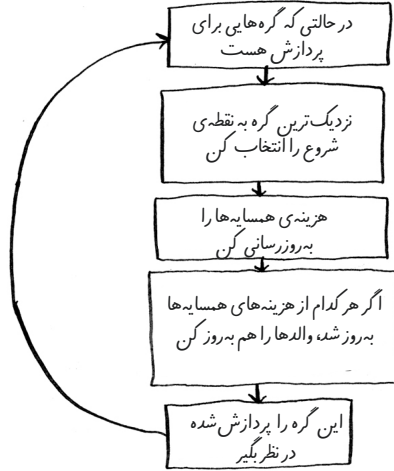 در حالتی که گره‌هایی برای
پردازش هست
نزدیک‌ترین گره به نقطه‌ی
شروع را انتخاب کن
هزینه‌ی همسایه‌ها را
به‌روزرسانی کن
اگر هر کدام از هزینه‌های همسایه‌ها
به‌روز شد، والدها را هم به‌روز کن
این گره را پردازش‌شده
در نظر بگیر